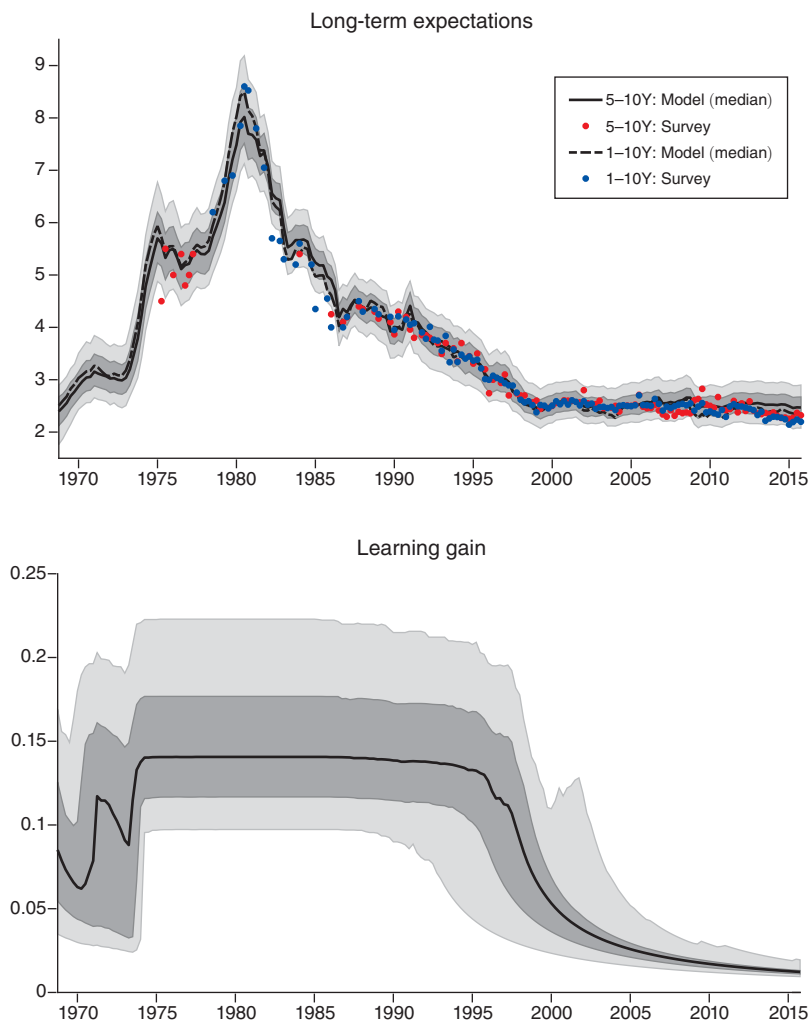 Long-term expectations
9
8
7
6
5
4
3
2
5–10Y: Model (median)
5–10Y: Survey
1–10Y: Model (median)
1–10Y: Survey
1970 1975 1980 1985 1990 1995 2000 2005 2010 2015
Learning gain
0.25
0.2
0.15
0.1
0.05
0
1970 1975 1980 1985 1990 1995 2000 2005 2010 2015